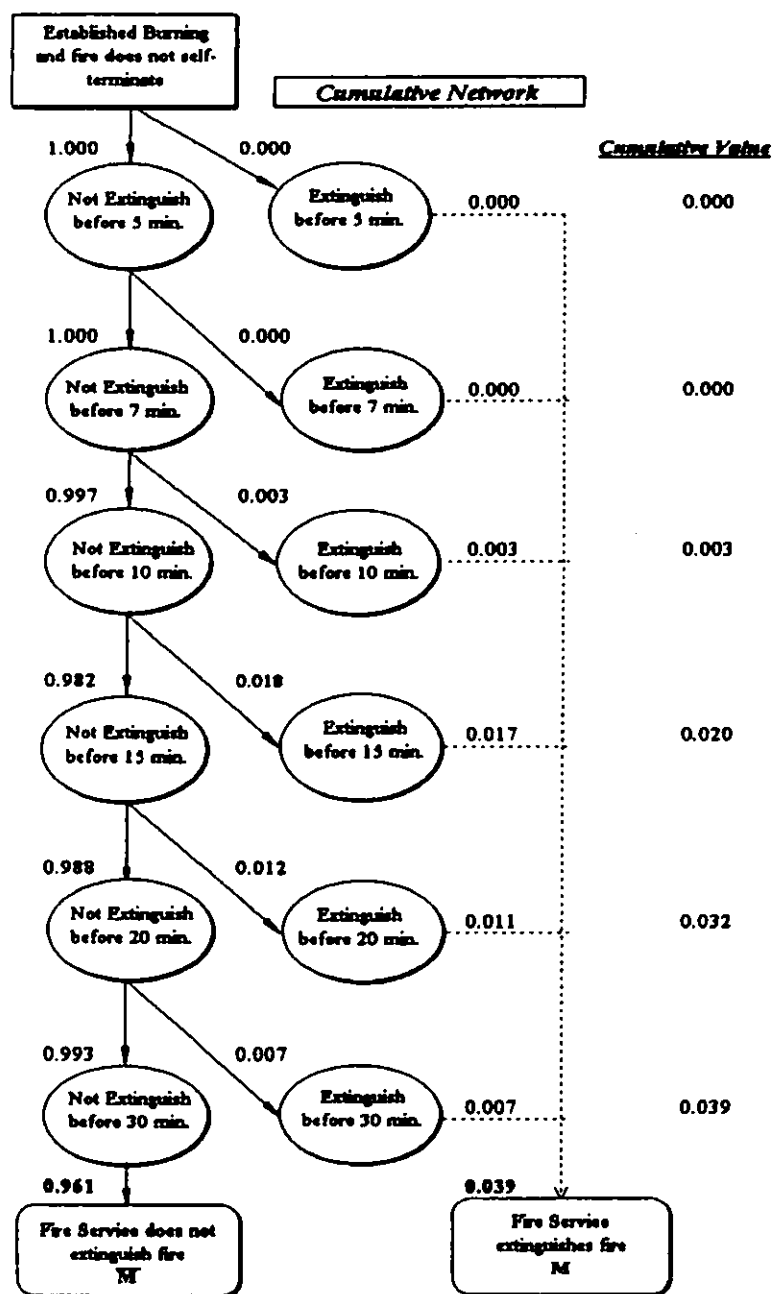 Established Burning
and fire does not self-
terminate
Cumulative Network
Cumulative Value
1.000
0.000
Not Extinguish
before 5 min.
Extinguish
before 5 min.
0.000
0.000
1.000
0.000
Not Extinguish
before 7 min.
Extinguish
before 7 min.
0.000
0.000
0.997
0.003
Not Extinguish
before 10 min.
Extinguish
before 10 min.
0.003
0.003
0.982
0.018
Not Extinguish
before 15 min.
Extinguish
before 15 min.
0.017
0.020
0.988
0.012
Not Extinguish
before 20 min.
Extinguish
before 20 min.
0.011
0.032
0.993
0.007
Not Extinguish
before 30 min.
Extinguish
before 30 min.
0.007
0.039
0.961
0.039
Fire Service does not
extinguish fire
M̅
Fire Service
extinguishes fire
M